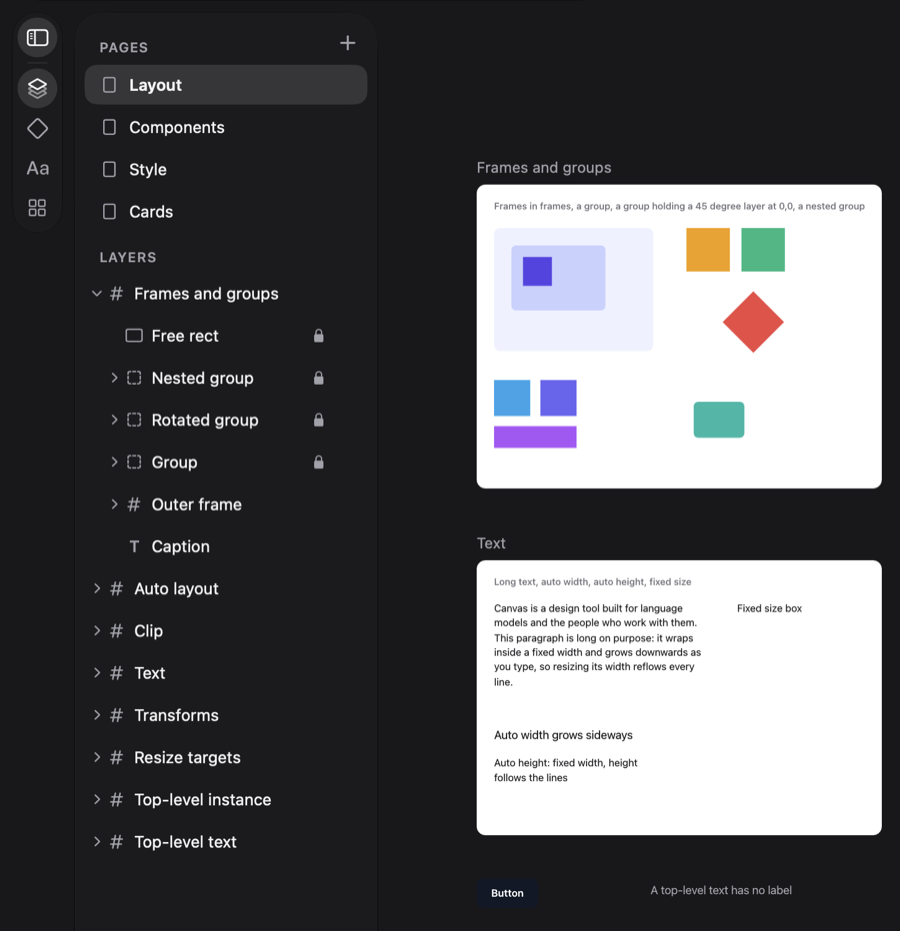 PAGES
Layout
Components
Aa
Style
Cards
LAYERS
Frames and groups
Free rect
Nested group
Rotated group
Group
Outer frame
T Caption
Auto layout
Clip
Text
Transforms
Resize targets
Top-level instance
Top-level text
Frames and groups
Frames in frames, a group, a group holding a 45 degree layer at 0,0, a nested group
Text
Long text, auto width, auto height, fixed size
Canvas is a design tool built for language
models and the people who work with them.
This paragraph is long on purpose: it wraps
inside a fixed width and grows downwards as
you type, so resizing its width reflows every
line.
Fixed size box
Auto width grows sideways
Auto height: fixed width, height
follows the lines
Button
A top-level text has no label